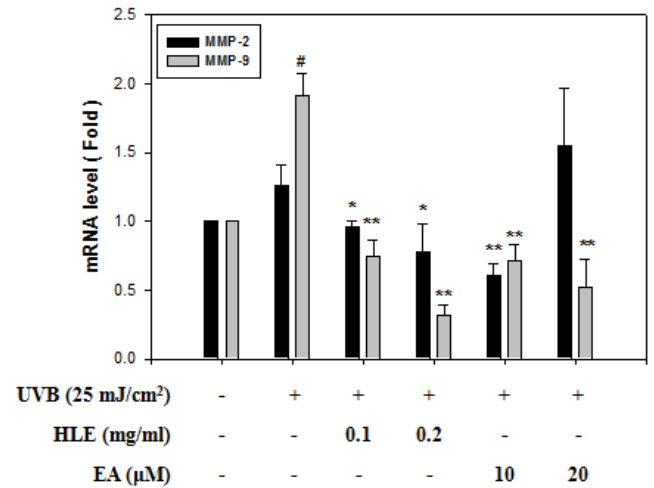 2.5
MMP-2
MMP-9
#
2.0
mRNA level ( Fold )
1.5
*
*
**
**
**
**
**
1.0
0.5
0.0
UVB (25 mJ/cm²) - + + + + +
HLE (mg/ml) - - 0.1 0.2 - -
EA (μM) - - - - 10 20